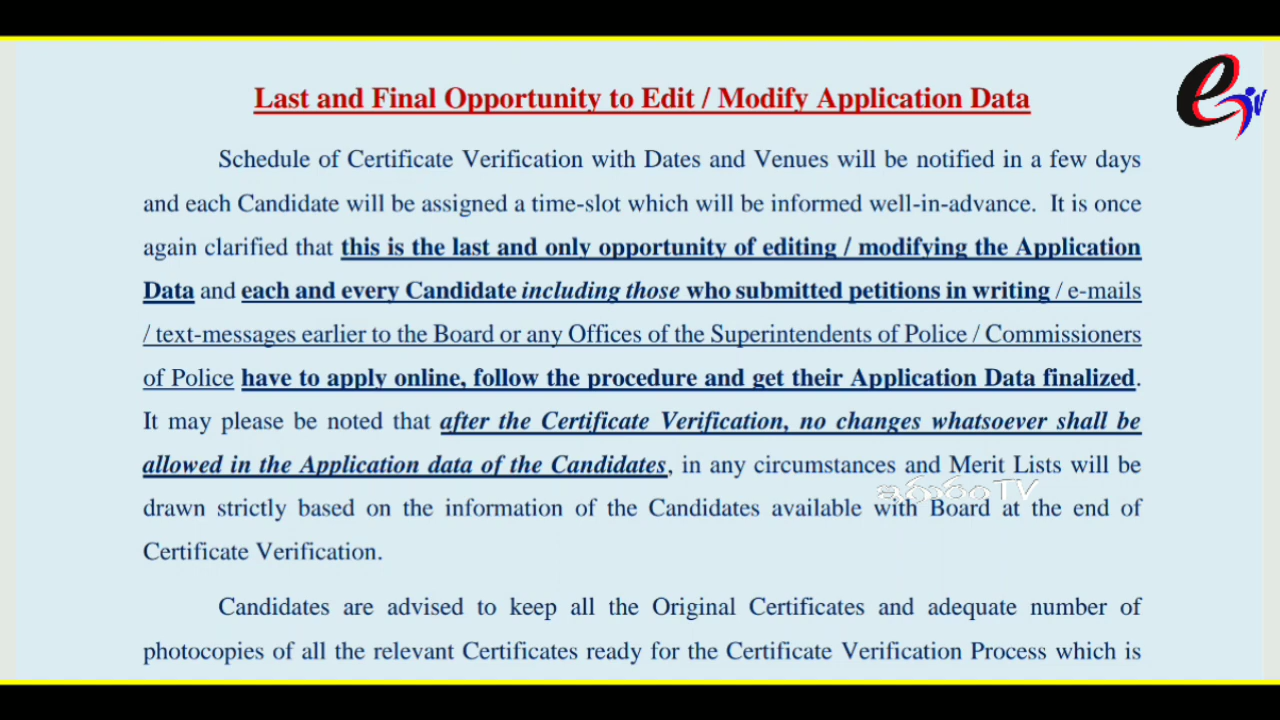 Last and Final Opportunity to Edit / Modify Application Data
Schedule of Certificate Verification with Dates and Venues will be notified in a few days
and each Candidate will be assigned a time-slot which will be informed well-in-advance. It is once
again clarified that this is the last and only opportunity of editing / modifying the Application
Data and each and every Candidate including those who submitted petitions in writing / e-mails
/ text-messages earlier to the Board or any Offices of the Superintendents of Police / Commissioners
of Police have to apply online, follow the procedure and get their Application Data finalized.
It may please be noted that after the Certificate Verification, no changes whatsoever shall be
allowed in the Application data of the Candidates, in any circumstances and Merit Lists will be
drawn strictly based on the information of the Candidates available with Board at the end of
Certificate Verification.
Candidates are advised to keep all the Original Certificates and adequate number of
photocopies of all the relevant Certificates ready for the Certificate Verification Process which is